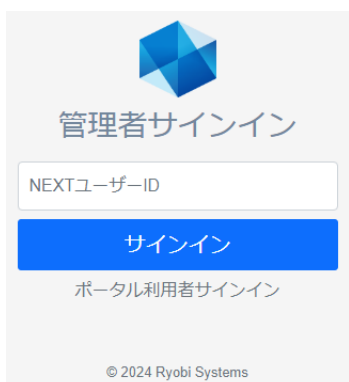 管理者サインイン
NEXTユーザーID
サインイン
ポータル利用者サインイン
© 2024 Ryobi Systems